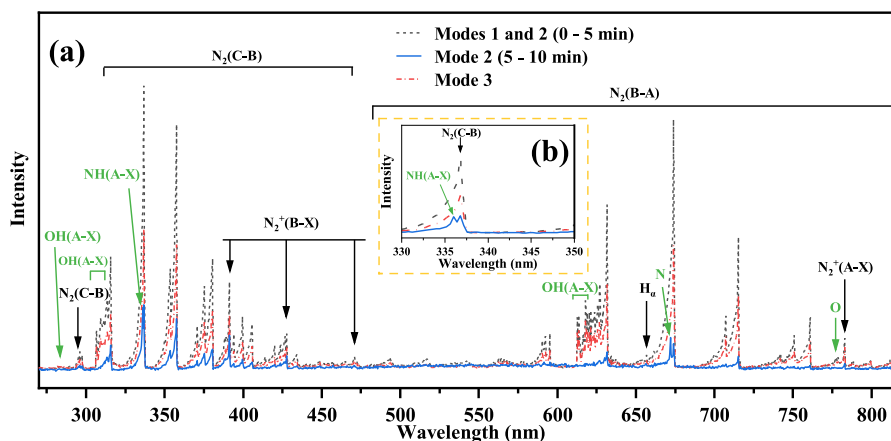 (a)
N₂(C–B)
Modes 1 and 2 (0 - 5 min)
Mode 2 (5 - 10 min)
Mode 3
N₂(B–A)
NH(A–X)
OH(A–X)
OH(A–X)
N₂(C–B)
N₂⁺(B–X)
(b)
N₂(C–B)
NH(A–X)
Intensity
330 335 340 345 350
Wavelength (nm)
OH(A–X)
N
Hα
N₂⁺(A–X)
O
Intensity
300 350 400 450 500 550 600 650 700 750 800
Wavelength (nm)